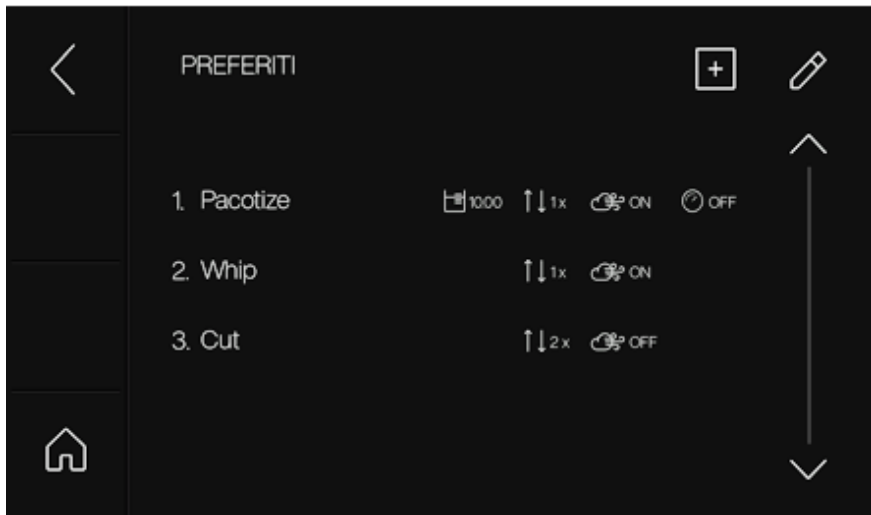 PREFERITI
1. Pacotize 1000 1x ON OFF
2. Whip 1x ON
3. Cut 2x OFF